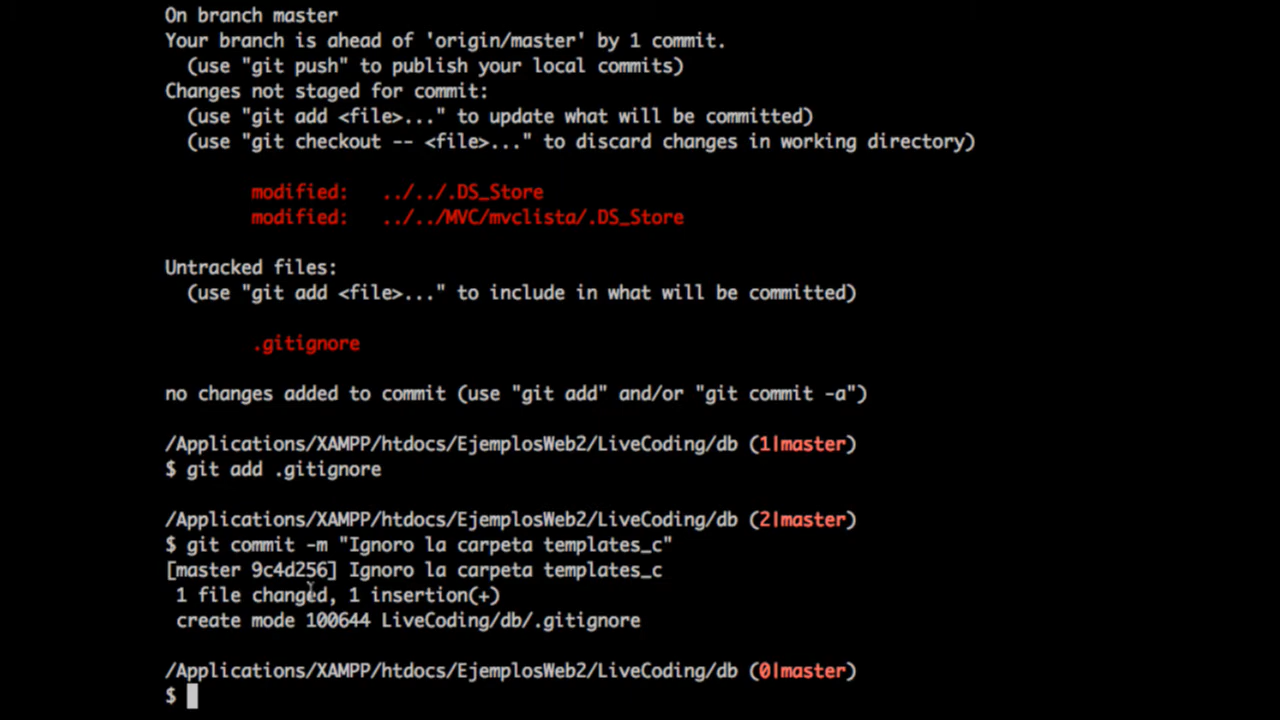 On branch master
Your branch is ahead of 'origin/master' by 1 commit.
(use "git push" to publish your local commits)
Changes not staged for commit:
(use "git add <file>..." to update what will be committed)
(use "git checkout -- <file>..." to discard changes in working directory)
modified: ../../.DS_Store
modified: ../../MVC/mvclista/.DS_Store
Untracked files:
(use "git add <file>..." to include in what will be committed)
.gitignore
no changes added to commit (use "git add" and/or "git commit -a")
/Applications/XAMPP/htdocs/EjemplosWeb2/LiveCoding/db (1|master)
$ git add .gitignore
/Applications/XAMPP/htdocs/EjemplosWeb2/LiveCoding/db (2|master)
$ git commit -m "Ignoro la carpeta templates_c"
[master 9c4d256] Ignoro la carpeta templates_c
1 file changed, 1 insertion(+)
create mode 100644 LiveCoding/db/.gitignore
/Applications/XAMPP/htdocs/EjemplosWeb2/LiveCoding/db (0|master)
$